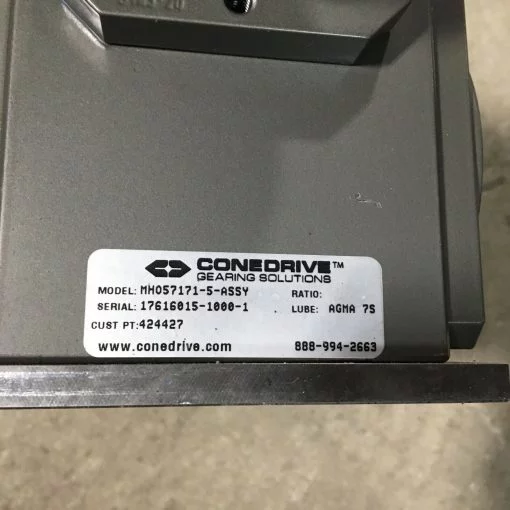 CONEDRIVE™
GEARING SOLUTIONS
MODEL: MHO57171-5-ASSY RATIO:
SERIAL: 17616015-1000-1 LUBE: AGMA 7S
CUST PT:424427
www.conedrive.com 888-994-2663